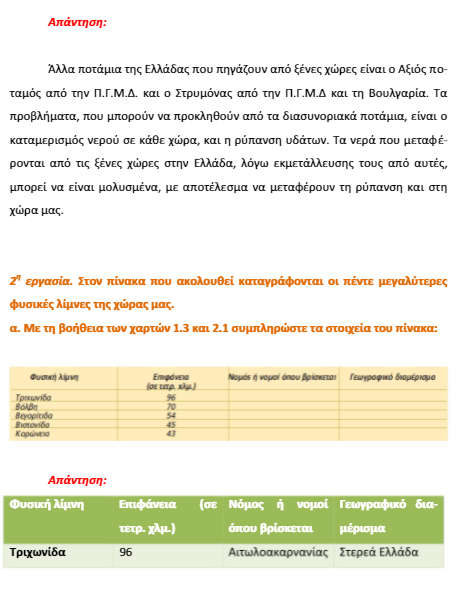 Απάντηση:
Άλλα ποτάμια της Ελλάδας που πηγάζουν από ξένες χώρες είναι ο Αξιός πο-
ταμός από την Π.Γ.Μ.Δ. και ο Στρυμόνας από την Π.Γ.Μ.Δ και τη Βουλγαρία. Τα
προβλήματα, που μπορούν να προκληθούν από τα διασυνοριακά ποτάμια, είναι ο
καταμερισμός νερού σε κάθε χώρα, και η ρύπανση υδάτων. Τα νερά που μεταφέ-
ρονται από τις ξένες χώρες στην Ελλάδα, λόγω εκμετάλλευσης τους από αυτές,
μπορεί να είναι μολυσμένα, με αποτέλεσμα να μεταφέρουν τη ρύπανση και στη
χώρα μας.
2η εργασία. Στον πίνακα που ακολουθεί καταγράφονται οι πέντε μεγαλύτερες
φυσικές λίμνες της χώρας μας.
α. Με τη βοήθεια των χαρτών 1.3 και 2.1 συμπληρώστε τα στοιχεία του πίνακα:
Φυσική λίμνη Επιφάνεια Νομός ή νομοί όπου βρίσκεται Γεωγραφικό διαμέρισμα
(σε τετρ. χλμ.)
Τριχωνίδα 96
Βόλβη 70
Βεγορίτιδα 54
Βιστονίδα 45
Κορώνεια 43
Απάντηση:
Φυσική λίμνη Επιφάνεια (σε Νόμος ή νομοί Γεωγραφικό δια-
τετρ. χλμ.) όπου βρίσκεται μέρισμα
Τριχωνίδα 96 Αιτωλοακαρνανίας Στερεά Ελλάδα